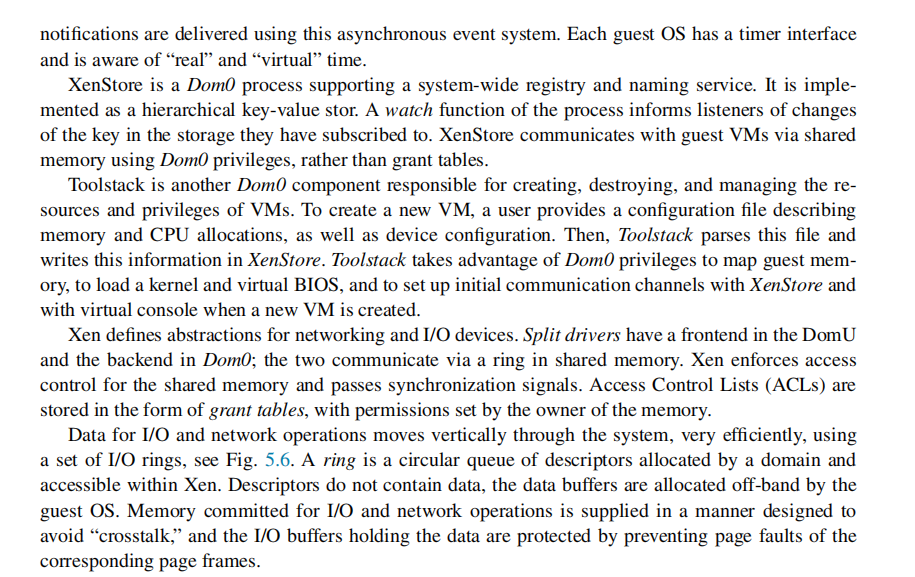 notifications are delivered using this asynchronous event system. Each guest OS has a timer interface
and is aware of “real” and “virtual” time.
XenStore is a Dom0 process supporting a system-wide registry and naming service. It is imple-
mented as a hierarchical key-value stor. A watch function of the process informs listeners of changes
of the key in the storage they have subscribed to. XenStore communicates with guest VMs via shared
memory using Dom0 privileges, rather than grant tables.
Toolstack is another Dom0 component responsible for creating, destroying, and managing the re-
sources and privileges of VMs. To create a new VM, a user provides a configuration file describing
memory and CPU allocations, as well as device configuration. Then, Toolstack parses this file and
writes this information in XenStore. Toolstack takes advantage of Dom0 privileges to map guest mem-
ory, to load a kernel and virtual BIOS, and to set up initial communication channels with XenStore and
with virtual console when a new VM is created.
Xen defines abstractions for networking and I/O devices. Split drivers have a frontend in the DomU
and the backend in Dom0; the two communicate via a ring in shared memory. Xen enforces access
control for the shared memory and passes synchronization signals. Access Control Lists (ACLs) are
stored in the form of grant tables, with permissions set by the owner of the memory.
Data for I/O and network operations moves vertically through the system, very efficiently, using
a set of I/O rings, see Fig. 5.6. A ring is a circular queue of descriptors allocated by a domain and
accessible within Xen. Descriptors do not contain data, the data buffers are allocated off-band by the
guest OS. Memory committed for I/O and network operations is supplied in a manner designed to
avoid “crosstalk,” and the I/O buffers holding the data are protected by preventing page faults of the
corresponding page frames.